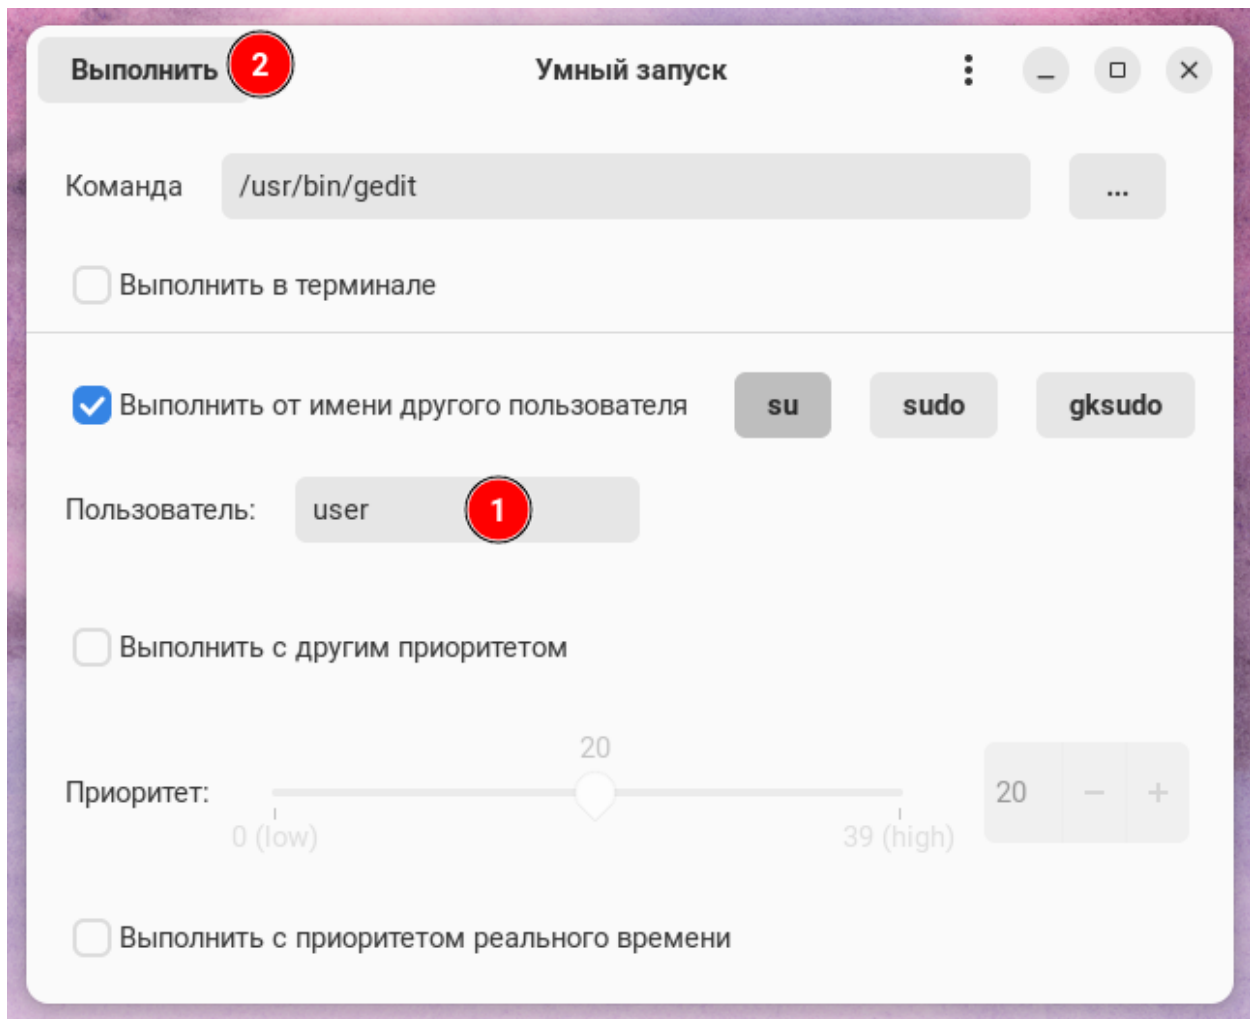 Выполнить 2 Умный запуск
Команда /usr/bin/gedit ...
Выполнить в терминале
Выполнить от имени другого пользователя su sudo gksudo
Пользователь: user 1
Выполнить с другим приоритетом
20
Приоритет: 20 − +
0 (low) 39 (high)
Выполнить с приоритетом реального времени